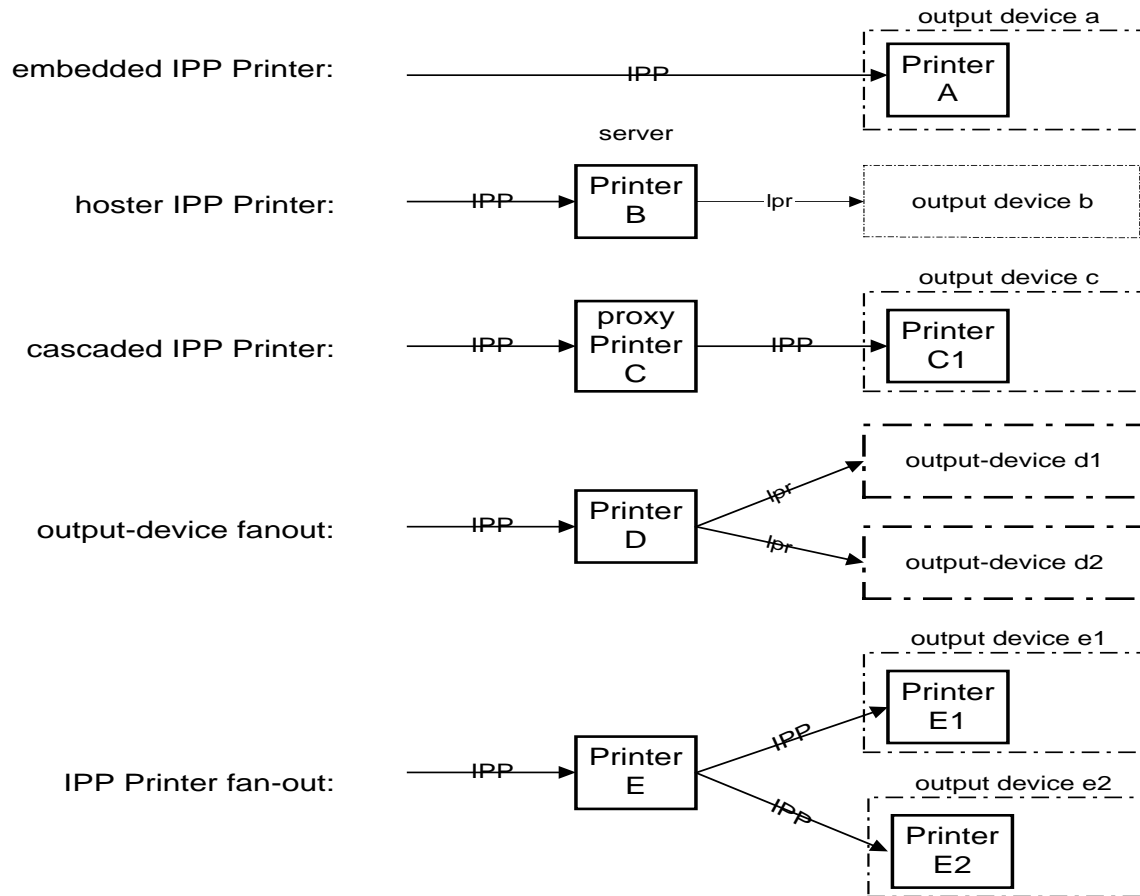 output device a
embedded IPP Printer:
IPP
Printer
A
server
hoster IPP Printer:
IPP
Printer
B
lpr
output device b
output device c
cascaded IPP Printer:
IPP
proxy
Printer
C
IPP
Printer
C1
output-device fanout:
IPP
Printer
D
lpr
lpr
output-device d1
output-device d2
IPP Printer fan-out:
IPP
Printer
E
IPP
IPP
output device e1
Printer
E1
output device e2
Printer
E2